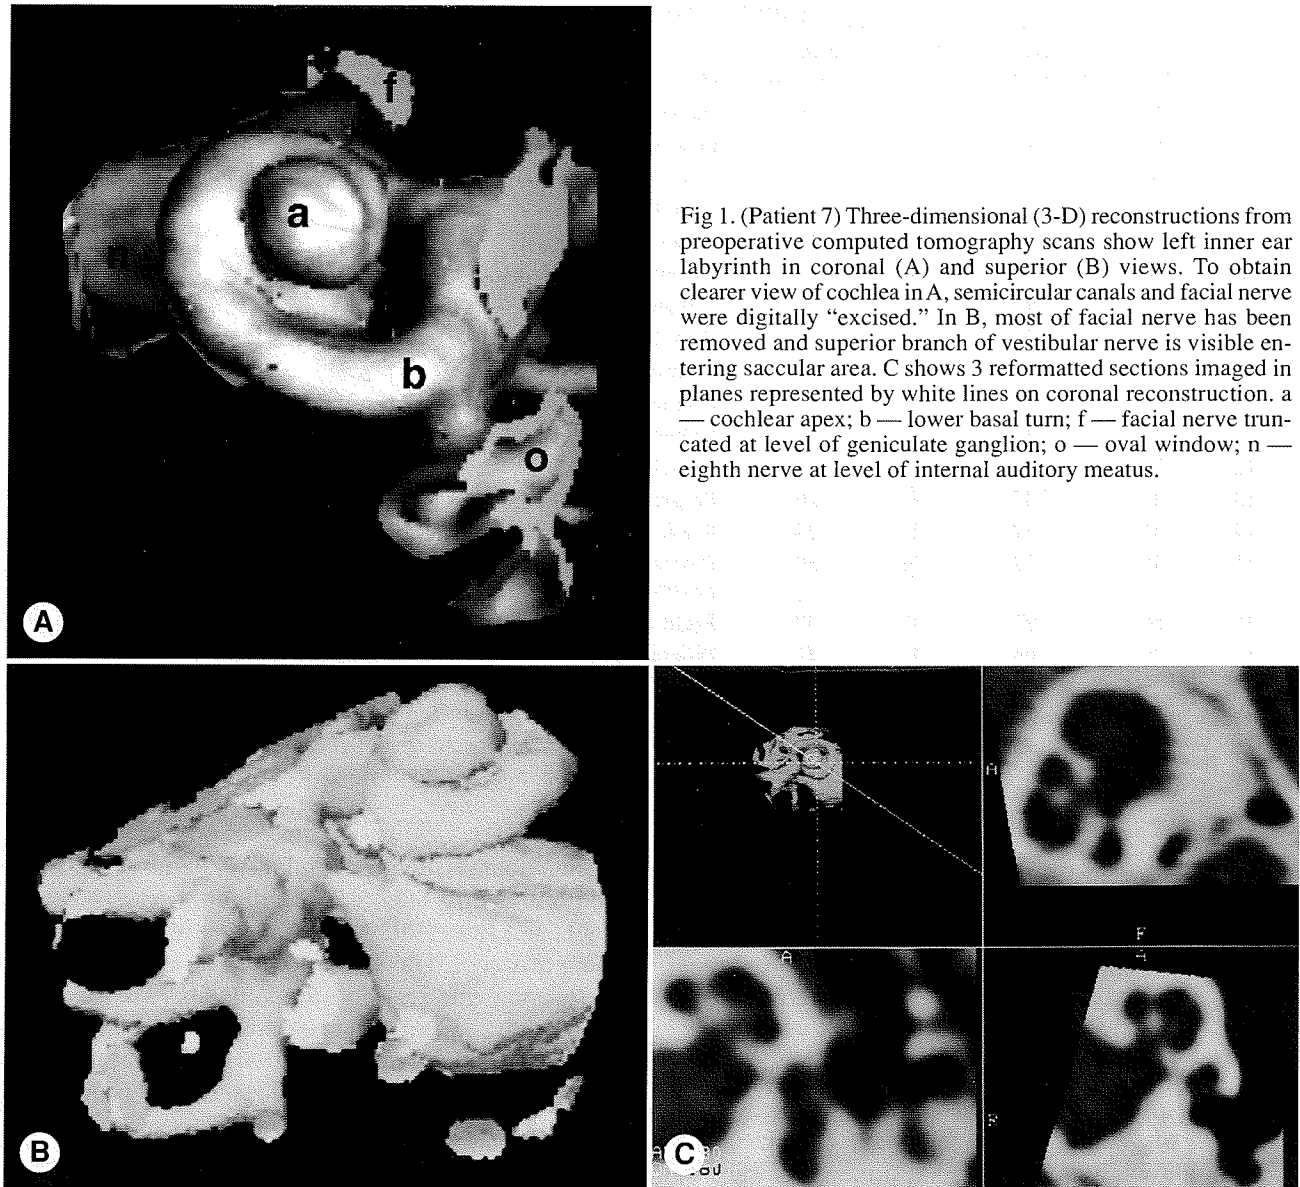 f
a
n
b
o
A
Fig 1. (Patient 7) Three-dimensional (3-D) reconstructions from
preoperative computed tomography scans show left inner ear
labyrinth in coronal (A) and superior (B) views. To obtain
clearer view of cochlea in A, semicircular canals and facial nerve
were digitally “excised.” In B, most of facial nerve has been
removed and superior branch of vestibular nerve is visible en-
tering saccular area. C shows 3 reformatted sections imaged in
planes represented by white lines on coronal reconstruction. a
— cochlear apex; b — lower basal turn; f — facial nerve trun-
cated at level of geniculate ganglion; o — oval window; n —
eighth nerve at level of internal auditory meatus.
B
F
A
C